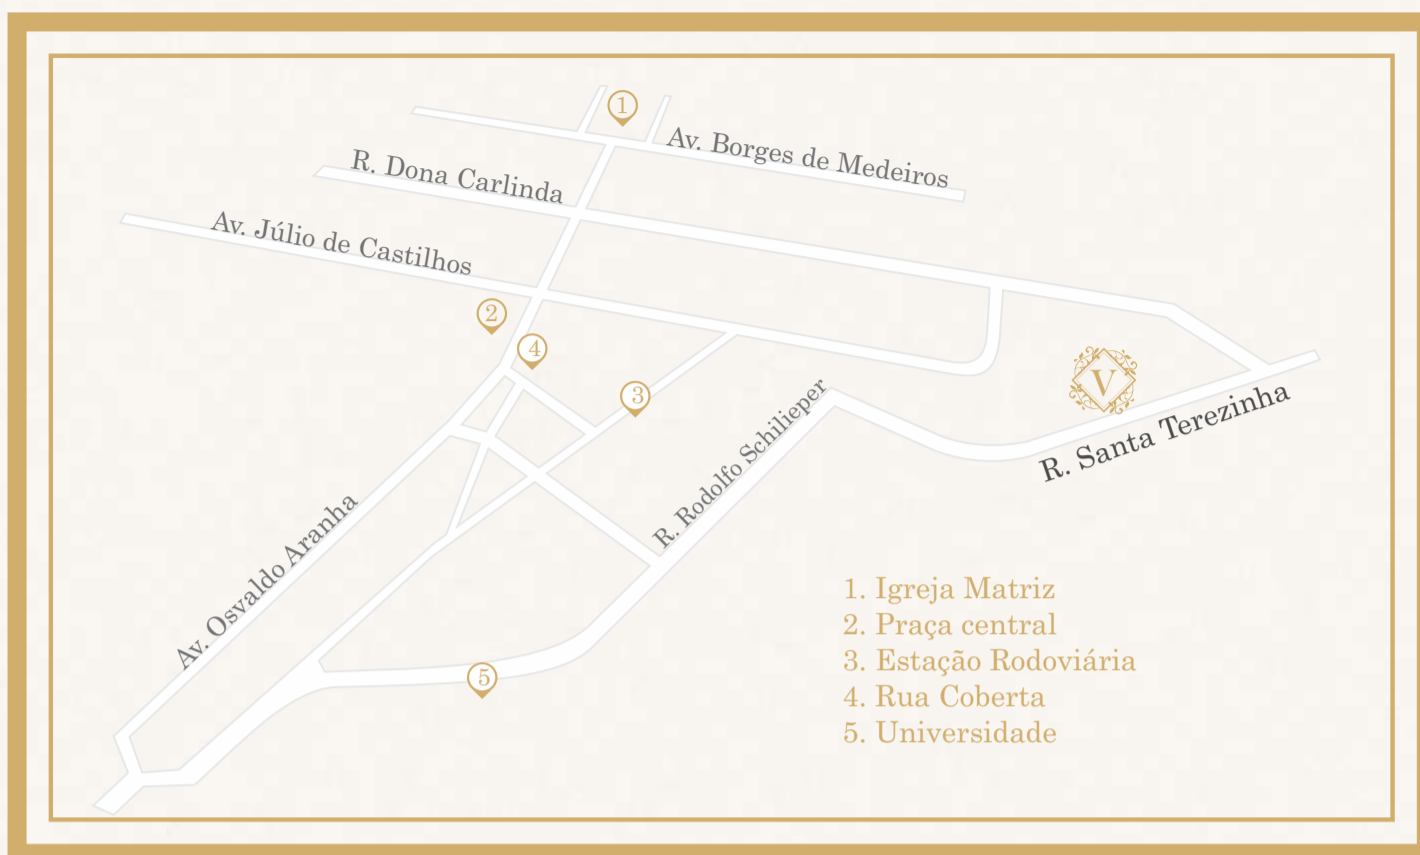 1
Av. Borges de Medeiros
R. Dona Carlinda
Av. Júlio de Castilhos
2
4
3
V
R. Santa Terezinha
R. Rodolfo Schilieper
Av. Osvaldo Aranha
5
1. Igreja Matriz
2. Praça central
3. Estação Rodoviária
4. Rua Coberta
5. Universidade